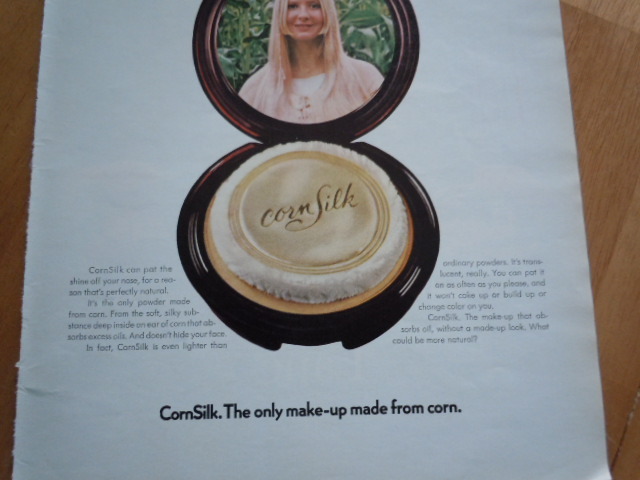 corn Silk
CornSilk can pat the
shine off your nose, for a rea-
son that's perfectly natural.
It's the only powder made
from corn. From the soft, silky sub-
stance deep inside an ear of corn that ab-
sorbs excess oils. And doesn't hide your face.
In fact, CornSilk is even lighter than
ordinary powders. It's trans-
lucent, really. You can pat it
on as often as you please, and
it won't cake up or build up or
change color on you.
CornSilk. The make-up that ab-
sorbs oil, without a made-up look. What
could be more natural?
CornSilk. The only make-up made from corn.